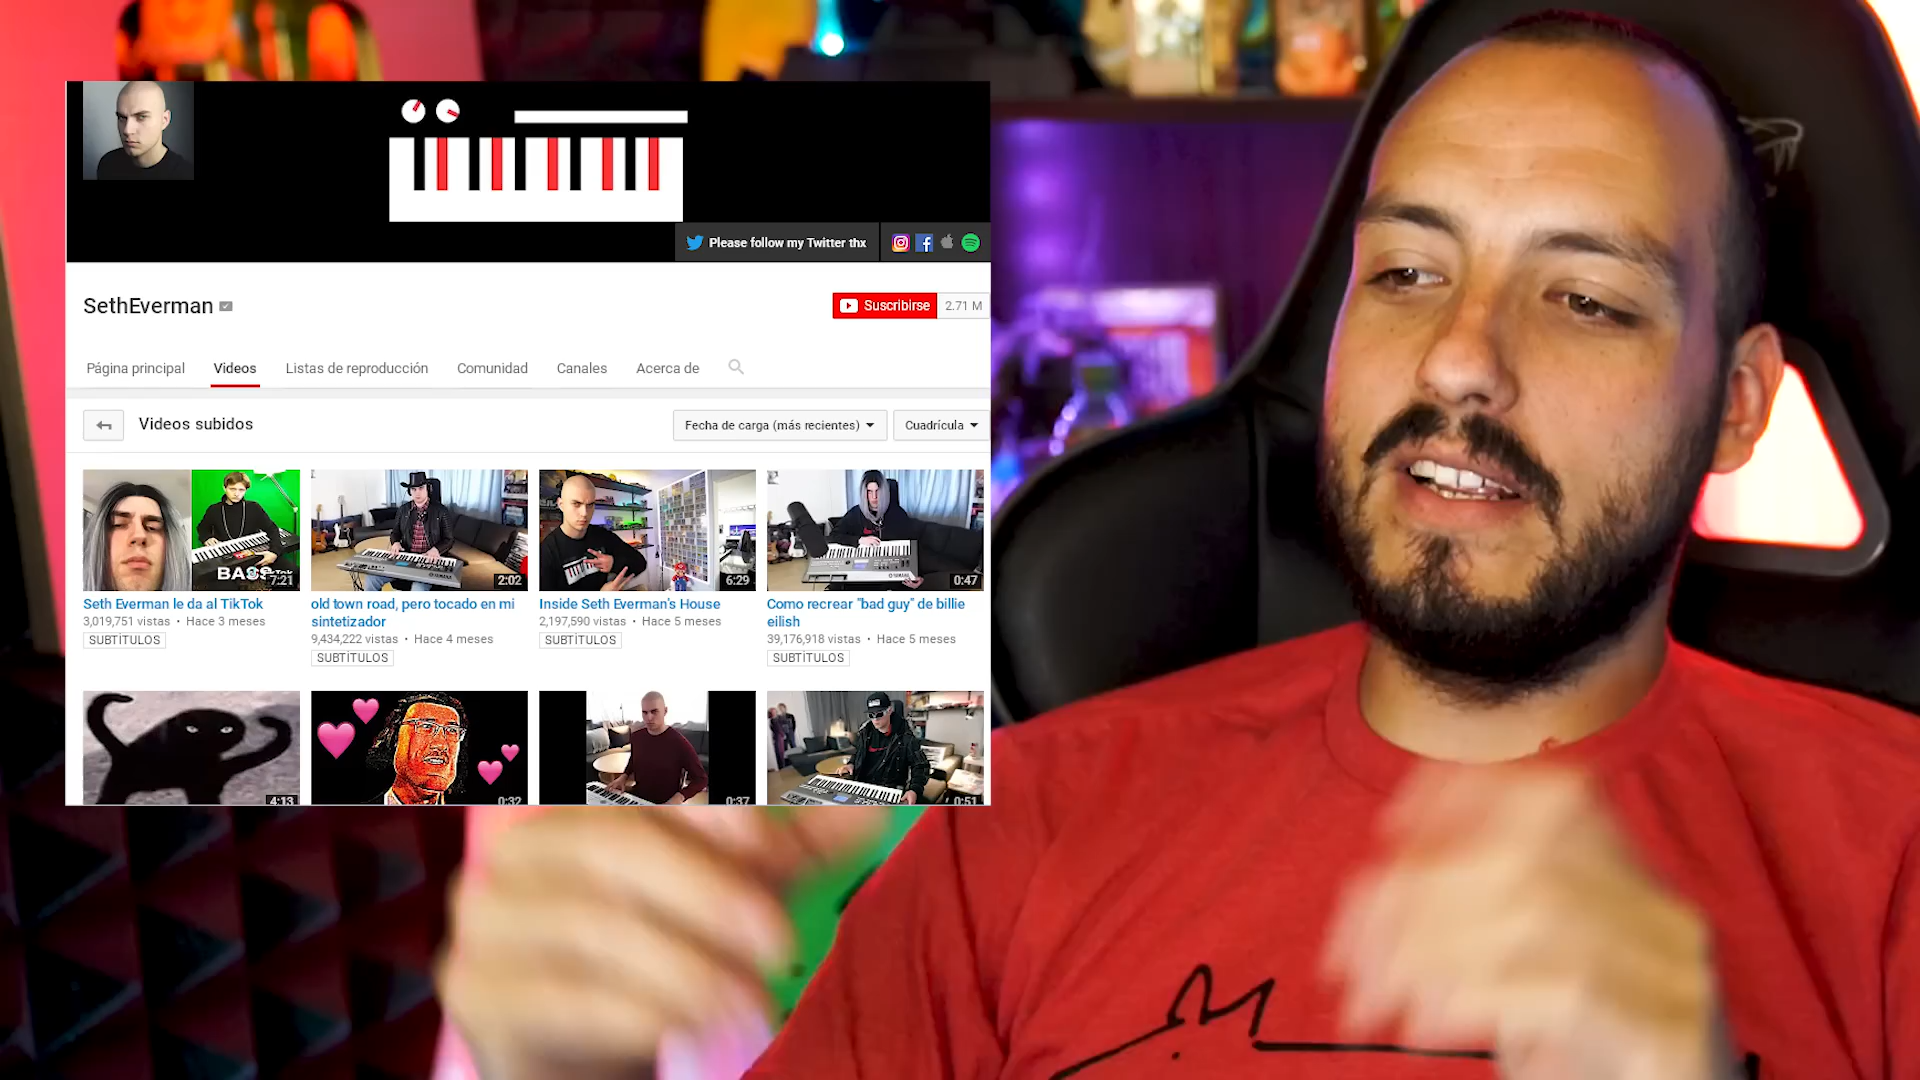 Please follow my Twitter thx
SethEverman
Suscribirse 2.71 M
Página principal Videos Listas de reproducción Comunidad Canales Acerca de
Videos subidos Fecha de carga (más recientes) Cuadrícula
BASS 7:21 2:02 6:29 0:47
Seth Everman le da al TikTok
3,019,751 vistas • Hace 3 meses
SUBTÍTULOS
old town road, pero tocado en mi
sintetizador
9,434,222 vistas • Hace 4 meses
SUBTÍTULOS
Inside Seth Everman's House
2,197,590 vistas • Hace 5 meses
SUBTÍTULOS
Como recrear "bad guy" de billie
eilish
39,176,918 vistas • Hace 5 meses
SUBTÍTULOS
4:13 0:32 0:37 0:51